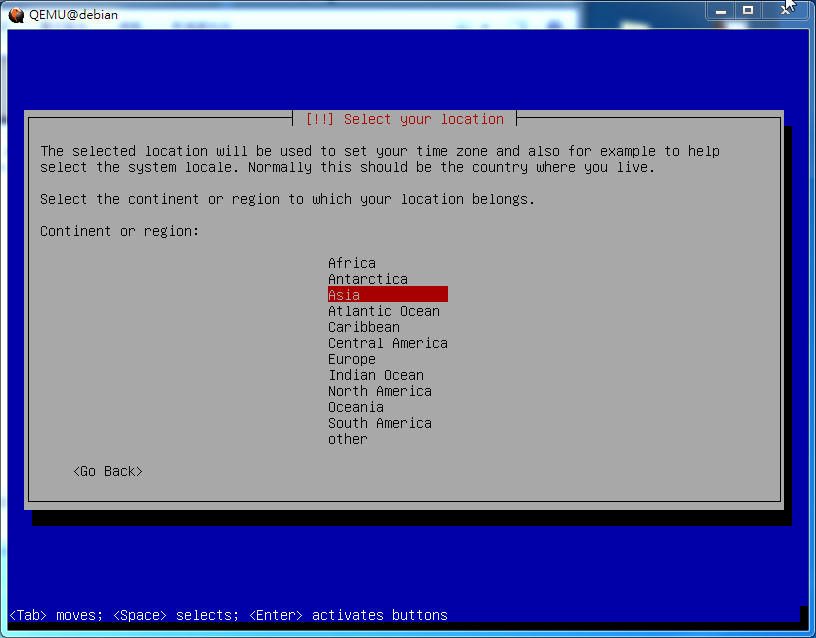 QEMU@debian
[!!] Select your location
The selected location will be used to set your time zone and also for example to help
select the system locale. Normally this should be the country where you live.
Select the continent or region to which your location belongs.
Continent or region:
Africa
Antarctica
Asia
Atlantic Ocean
Caribbean
Central America
Europe
Indian Ocean
North America
Oceania
South America
other
<Go Back>
<Tab> moves; <Space> selects; <Enter> activates buttons